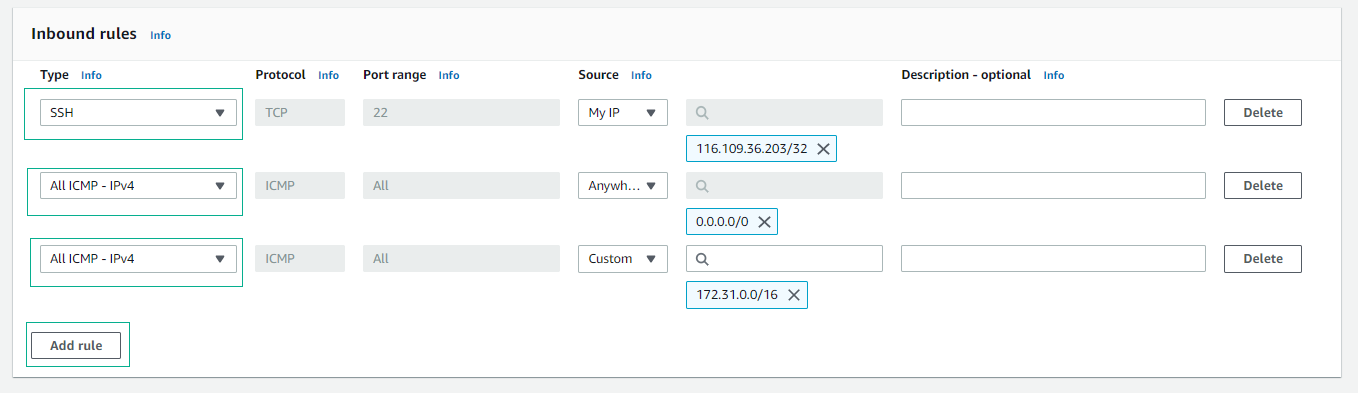 Inbound rules Info
Type Info Protocol Info Port range Info Source Info Description - optional Info
SSH TCP 22 My IP Delete
116.109.36.203/32
All ICMP - IPv4 ICMP All Anywh... Delete
0.0.0.0/0
All ICMP - IPv4 ICMP All Custom Delete
172.31.0.0/16
Add rule